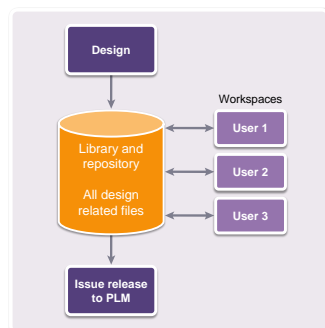 Design
Workspaces
Library and
repository
All design
related files
User 1
User 2
User 3
Issue release
to PLM